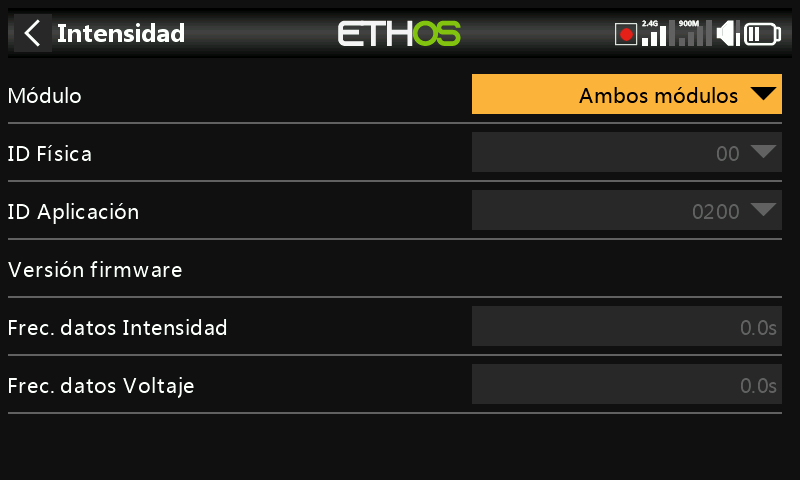 Intensidad
ETHOS
2.4G
900M
Módulo
Ambos módulos
ID Física
00
ID Aplicación
0200
Versión firmware
Frec. datos Intensidad
0.0s
Frec. datos Voltaje
0.0s